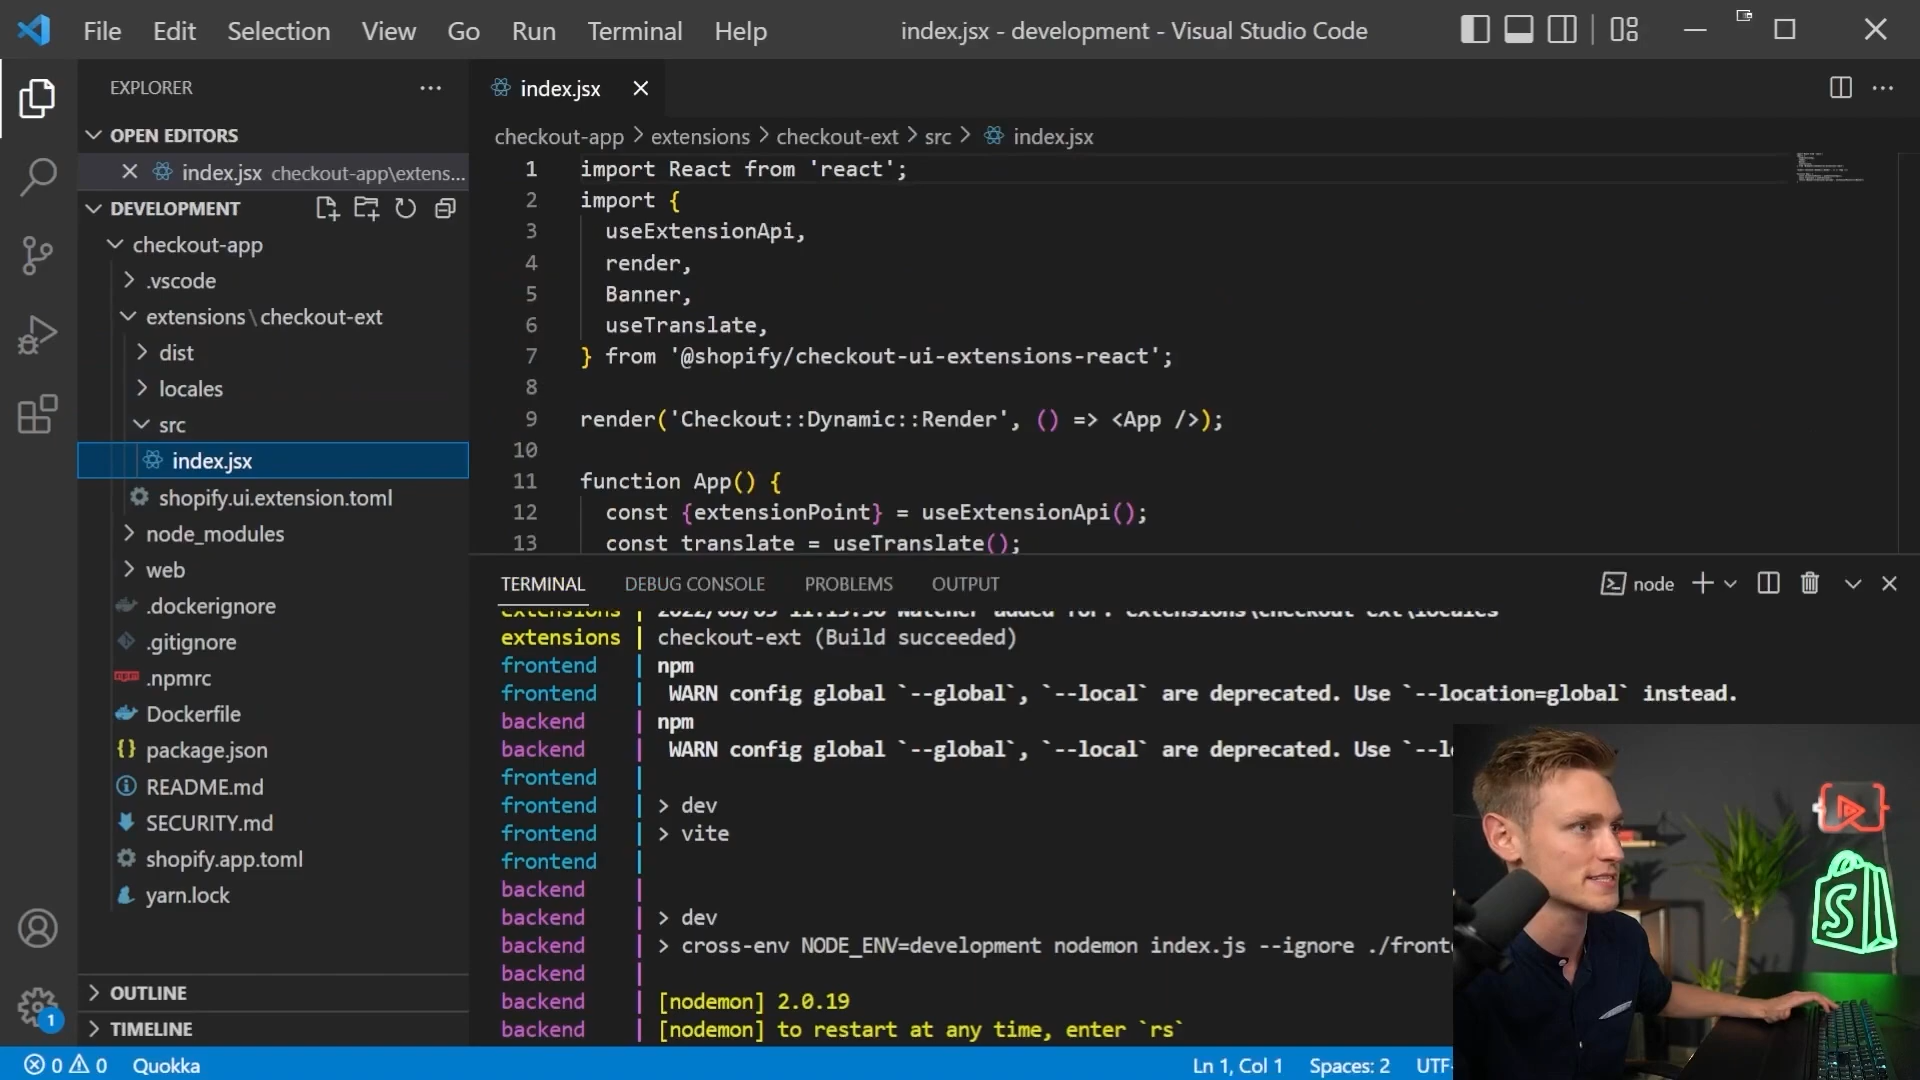 File Edit Selection View Go Run Terminal Help
index.jsx - development - Visual Studio Code
EXPLORER
OPEN EDITORS
index.jsx checkout-app\extens...
DEVELOPMENT
checkout-app
.vscode
extensions\checkout-ext
dist
locales
src
index.jsx
shopify.ui.extension.toml
node_modules
web
.dockerignore
.gitignore
.npmrc
Dockerfile
package.json
README.md
SECURITY.md
shopify.app.toml
yarn.lock
OUTLINE
TIMELINE
index.jsx
checkout-app > extensions > checkout-ext > src > index.jsx
1 import React from 'react';
2 import {
3 useExtensionApi,
4 render,
5 Banner,
6 useTranslate,
7 } from '@shopify/checkout-ui-extensions-react';
8
9 render('Checkout::Dynamic::Render', () => <App />);
10
11 function App() {
12 const {extensionPoint} = useExtensionApi();
13 const translate = useTranslate();
TERMINAL DEBUG CONSOLE PROBLEMS OUTPUT
node
extensions | 2022/08/05 11:15:50 Watcher added for: extensions\checkout-ext\locales
extensions | checkout-ext (Build succeeded)
frontend | npm
frontend | WARN config global `--global`, `--local` are deprecated. Use `--location=global` instead.
backend | npm
backend | WARN config global `--global`, `--local` are deprecated. Use `--l
frontend |
frontend | > dev
frontend | > vite
frontend |
backend |
backend | > dev
backend | > cross-env NODE_ENV=development nodemon index.js --ignore ./fronte
backend |
backend | [nodemon] 2.0.19
backend | [nodemon] to restart at any time, enter `rs`
1
0 0 Quokka
Ln 1, Col 1 Spaces: 2 UTF-
S